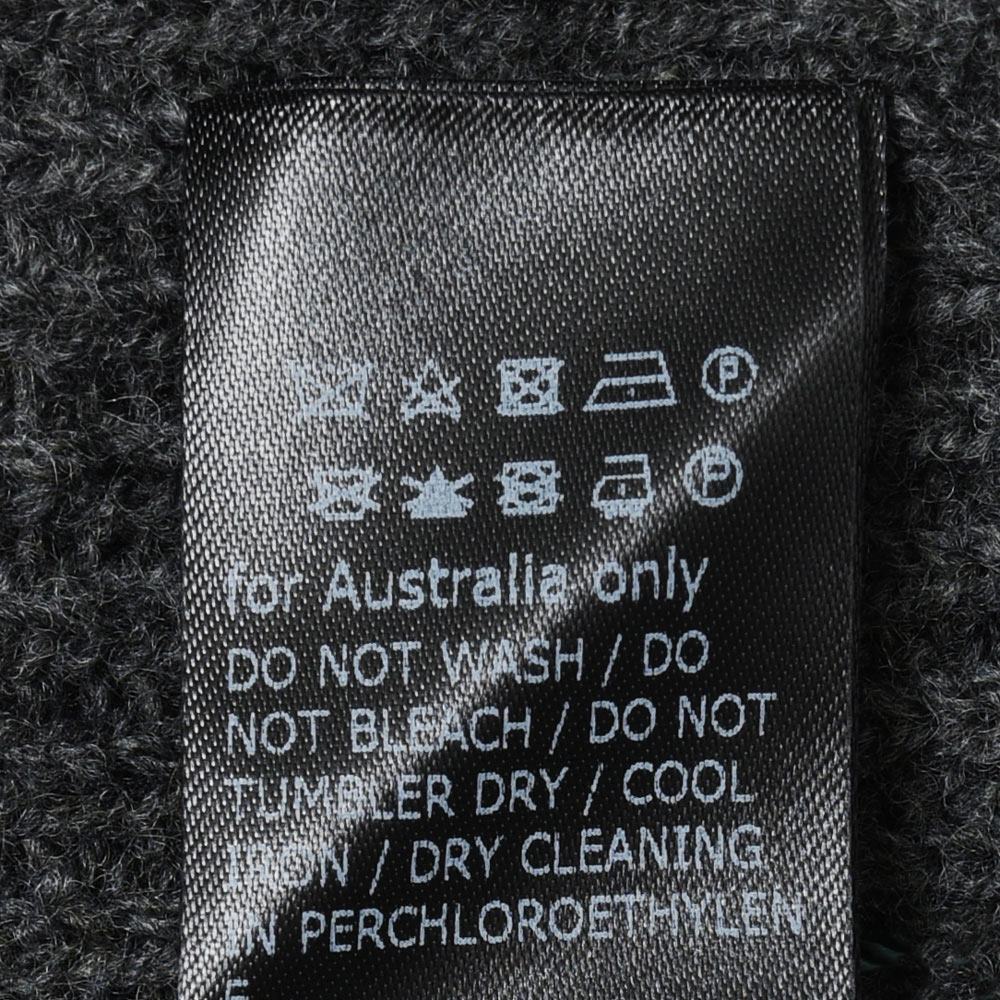 P
P
for Australia only
DO NOT WASH / DO
NOT BLEACH / DO NOT
TUMBLER DRY / COOL
IRON / DRY CLEANING
IN PERCHLOROETHYLEN
E